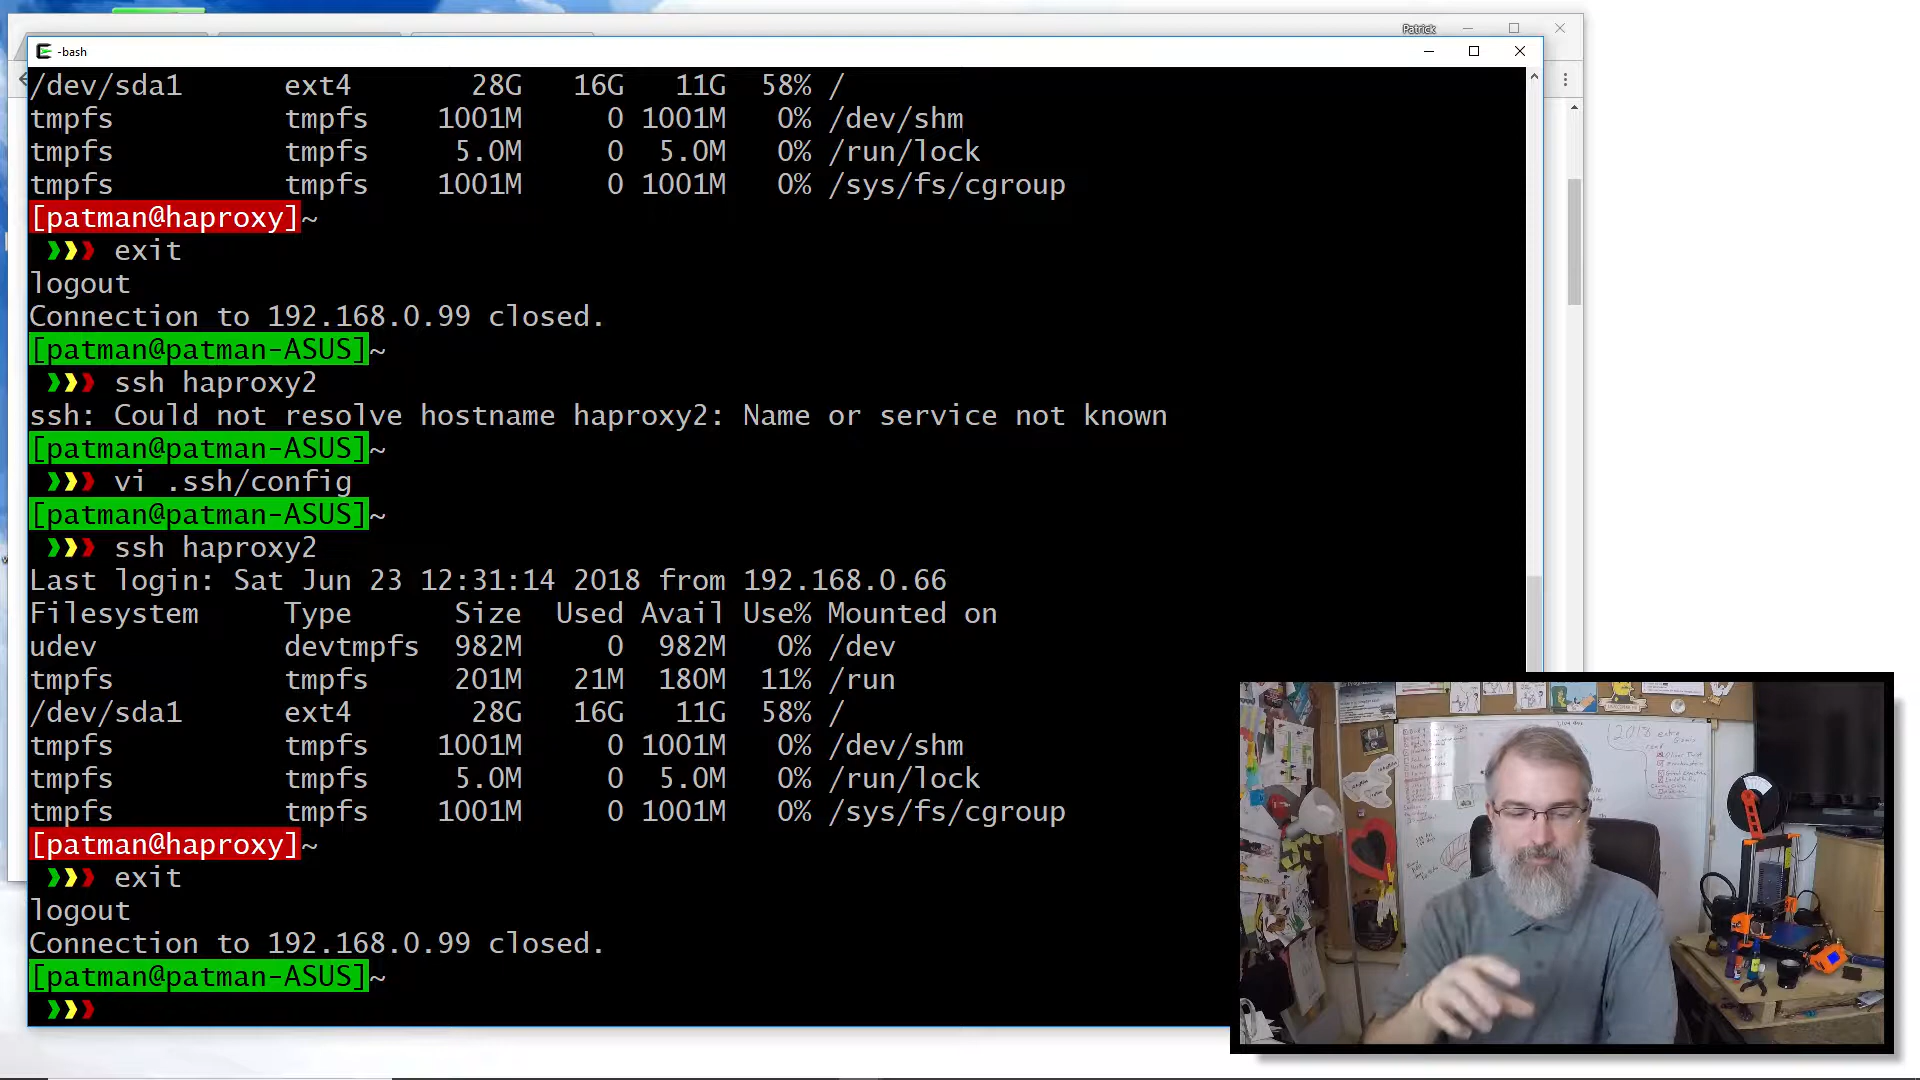 Patrick
-bash
/dev/sda1 ext4 28G 16G 11G 58% /
tmpfs tmpfs 1001M 0 1001M 0% /dev/shm
tmpfs tmpfs 5.0M 0 5.0M 0% /run/lock
tmpfs tmpfs 1001M 0 1001M 0% /sys/fs/cgroup
[patman@haproxy]~
❱❱❱ exit
logout
Connection to 192.168.0.99 closed.
[patman@patman-ASUS]~
❱❱❱ ssh haproxy2
ssh: Could not resolve hostname haproxy2: Name or service not known
[patman@patman-ASUS]~
❱❱❱ vi .ssh/config
[patman@patman-ASUS]~
❱❱❱ ssh haproxy2
Last login: Sat Jun 23 12:31:14 2018 from 192.168.0.66
Filesystem Type Size Used Avail Use% Mounted on
udev devtmpfs 982M 0 982M 0% /dev
tmpfs tmpfs 201M 21M 180M 11% /run
/dev/sda1 ext4 28G 16G 11G 58% /
tmpfs tmpfs 1001M 0 1001M 0% /dev/shm
tmpfs tmpfs 5.0M 0 5.0M 0% /run/lock
tmpfs tmpfs 1001M 0 1001M 0% /sys/fs/cgroup
[patman@haproxy]~
❱❱❱ exit
logout
Connection to 192.168.0.99 closed.
[patman@patman-ASUS]~
❱❱❱
2018